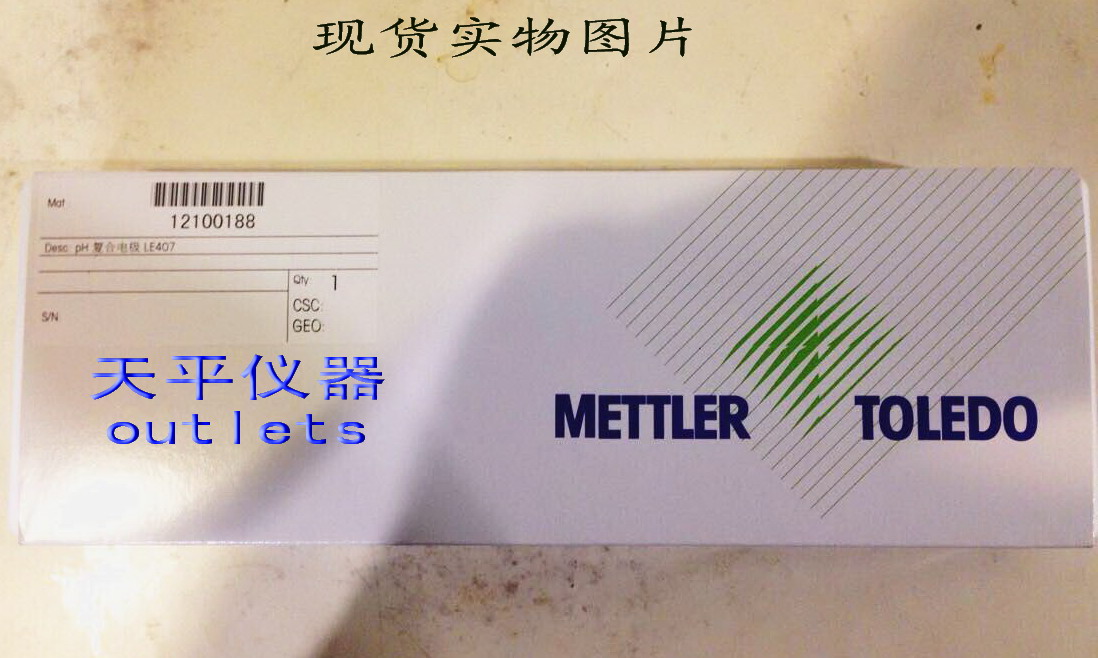 现货实物图片
Mat
12100188
Desc: pH 复合电极 LE407
Qty 1
CSC:
S/N
GEO:
天平仪器
outlets
METTLER TOLEDO